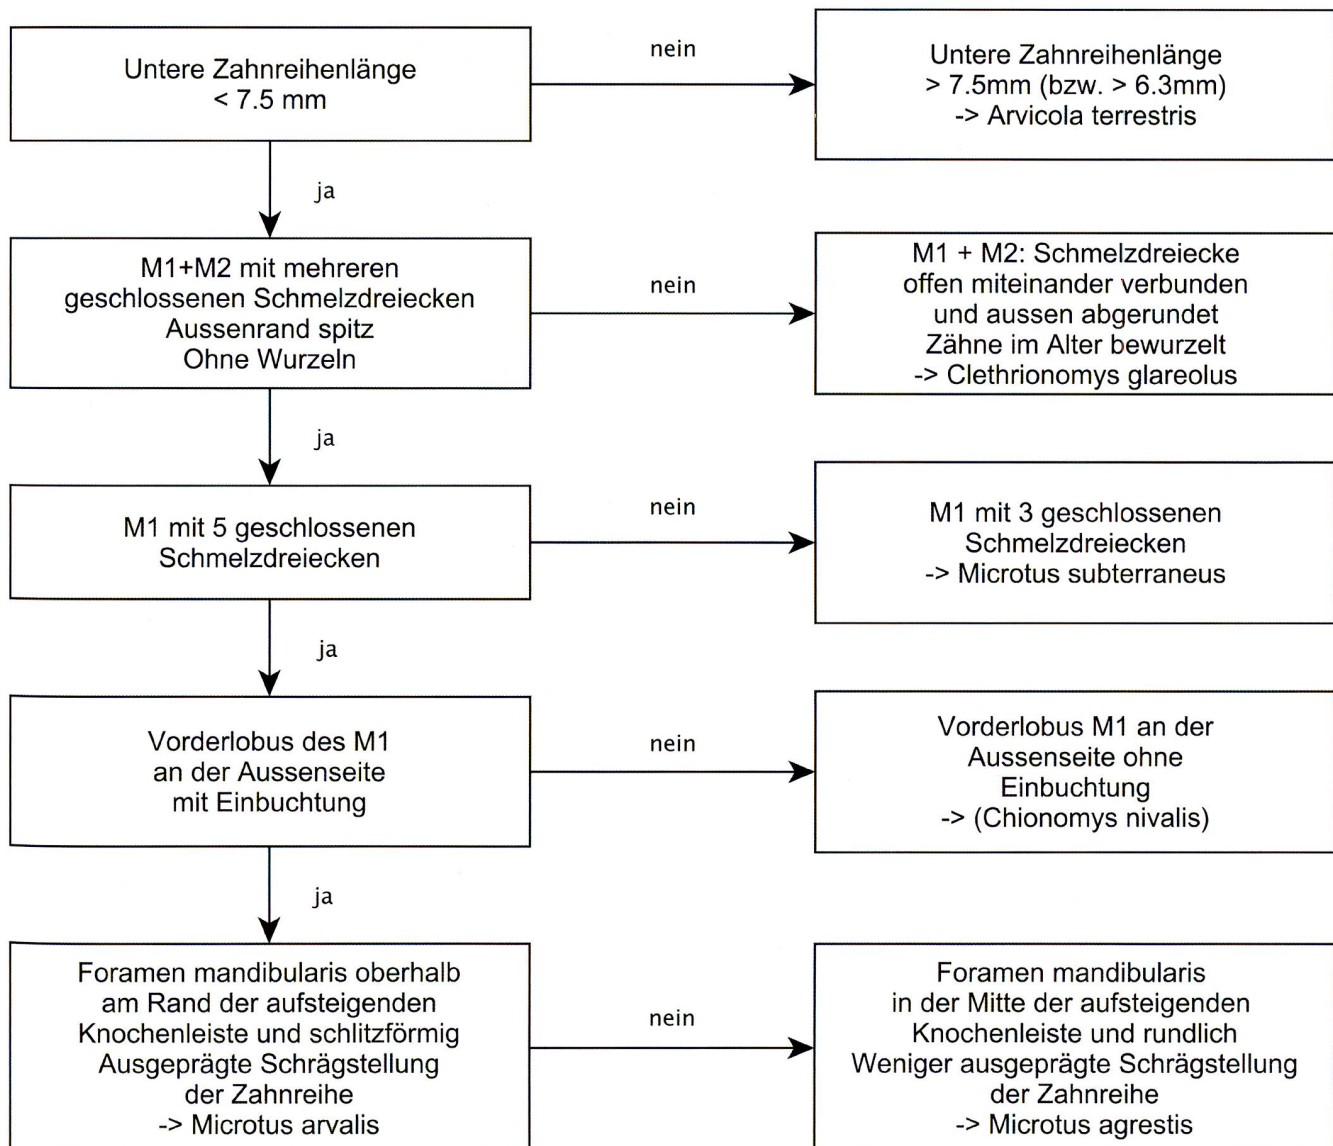 Untere Zahnreihenlänge
< 7.5 mm
nein
Untere Zahnreihenlänge
> 7.5mm (bzw. > 6.3mm)
-> Arvicola terrestris
ja
M1+M2 mit mehreren
geschlossenen Schmelzdreiecken
Aussenrand spitz
Ohne Wurzeln
nein
M1 + M2: Schmelzdreiecke
offen miteinander verbunden
und aussen abgerundet
Zähne im Alter bewurzelt
-> Clethrionomys glareolus
ja
M1 mit 5 geschlossenen
Schmelzdreiecken
nein
M1 mit 3 geschlossenen
Schmelzdreiecken
-> Microtus subterraneus
ja
Vorderlobus des M1
an der Aussenseite
mit Einbuchtung
nein
Vorderlobus M1 an der
Aussenseite ohne
Einbuchtung
-> (Chionomys nivalis)
ja
Foramen mandibularis oberhalb
am Rand der aufsteigenden
Knochenleiste und schlitzförmig
Ausgeprägte Schrägstellung
der Zahnreihe
-> Microtus arvalis
nein
Foramen mandibularis
in der Mitte der aufsteigenden
Knochenleiste und rundlich
Weniger ausgeprägte Schrägstellung
der Zahnreihe
-> Microtus agrestis